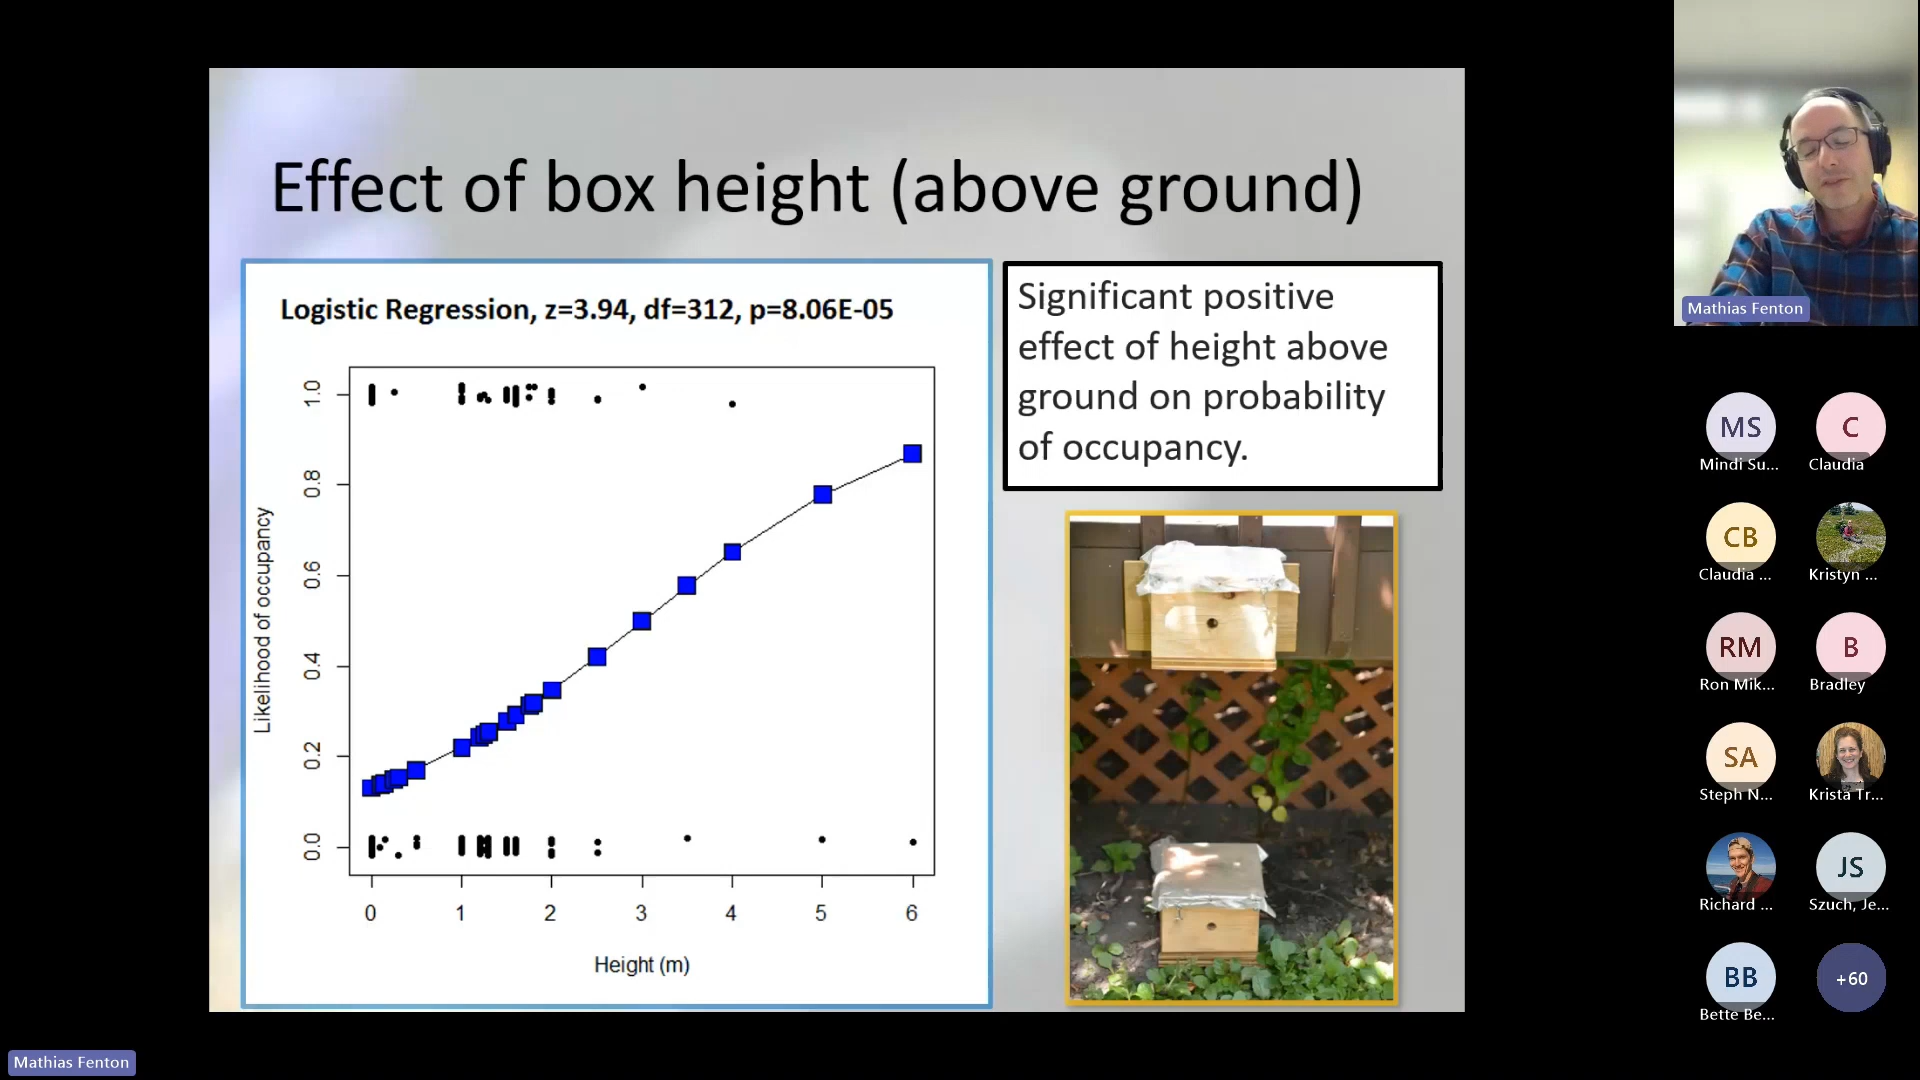 Effect of box height (above ground)
Logistic Regression, z=3.94, df=312, p=8.06E-05
Likelihood of occupancy
1.0
0.8
0.6
0.4
0.2
0.0
0 1 2 3 4 5 6
Height (m)
Significant positive
effect of height above
ground on probability
of occupancy.
Mathias Fenton
MS
Mindi Su...
C
Claudia
CB
Claudia ...
Kristyn ...
RM
Ron Mik...
B
Bradley
SA
Steph N...
Krista Tr...
Richard ...
JS
Szuch, Je...
BB
Bette Be...
+60
Mathias Fenton